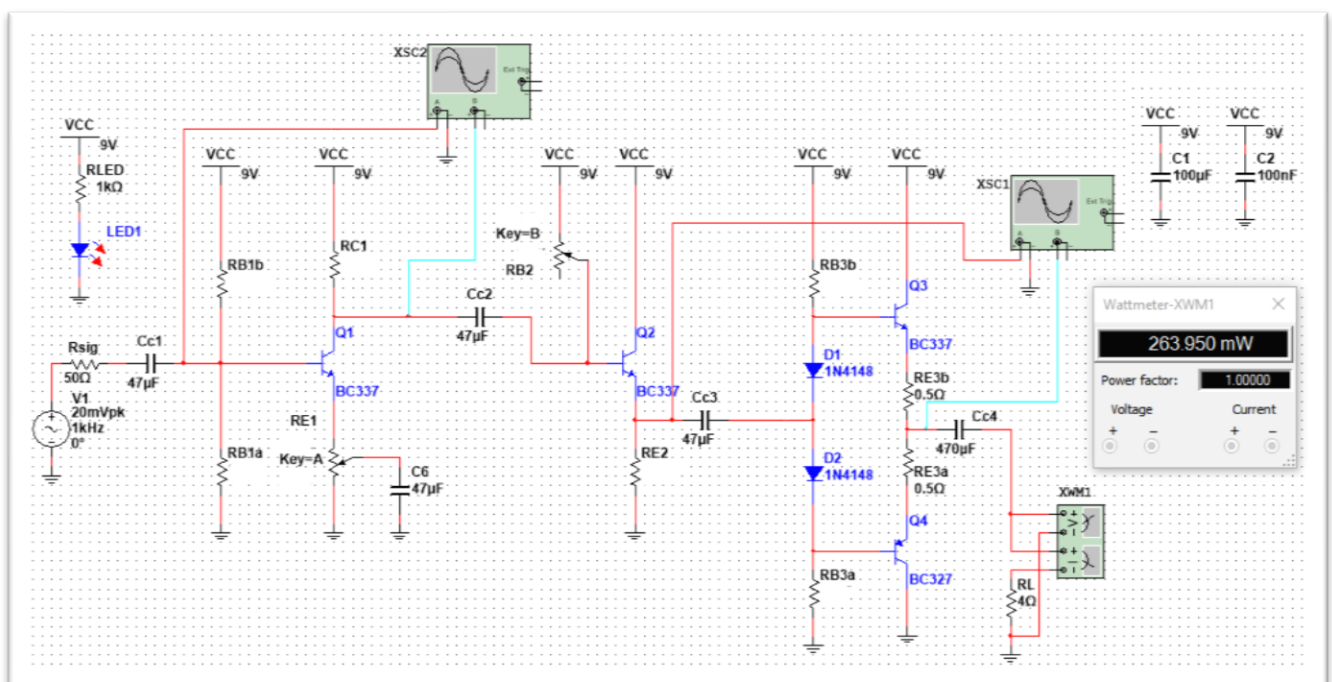 XSC2
Ext Trig
A
B
VCC
9V
RLED
1kΩ
LED1
VCC
9V
VCC
9V
VCC
9V
VCC
9V
VCC
9V
VCC
9V
VCC
9V
C1
100µF
VCC
9V
C2
100nF
XSC1
Ext Trig
A
B
RB1b
RC1
Key=B
RB2
RB3b
Q3
BC337
Cc2
47µF
Q1
BC337
Q2
BC337
D1
1N4148
RE3b
0.5Ω
Rsig
50Ω
Cc1
47µF
V1
20mVpk
1kHz
0°
RE1
Key=A
RB1a
C6
47µF
Cc3
47µF
RE2
D2
1N4148
Cc4
470µF
RE3a
0.5Ω
Q4
BC327
RB3a
Wattmeter-XWM1
263.950 mW
Power factor: 1.00000
Voltage Current
+ − + −
XWM1
V
I
RL
4Ω